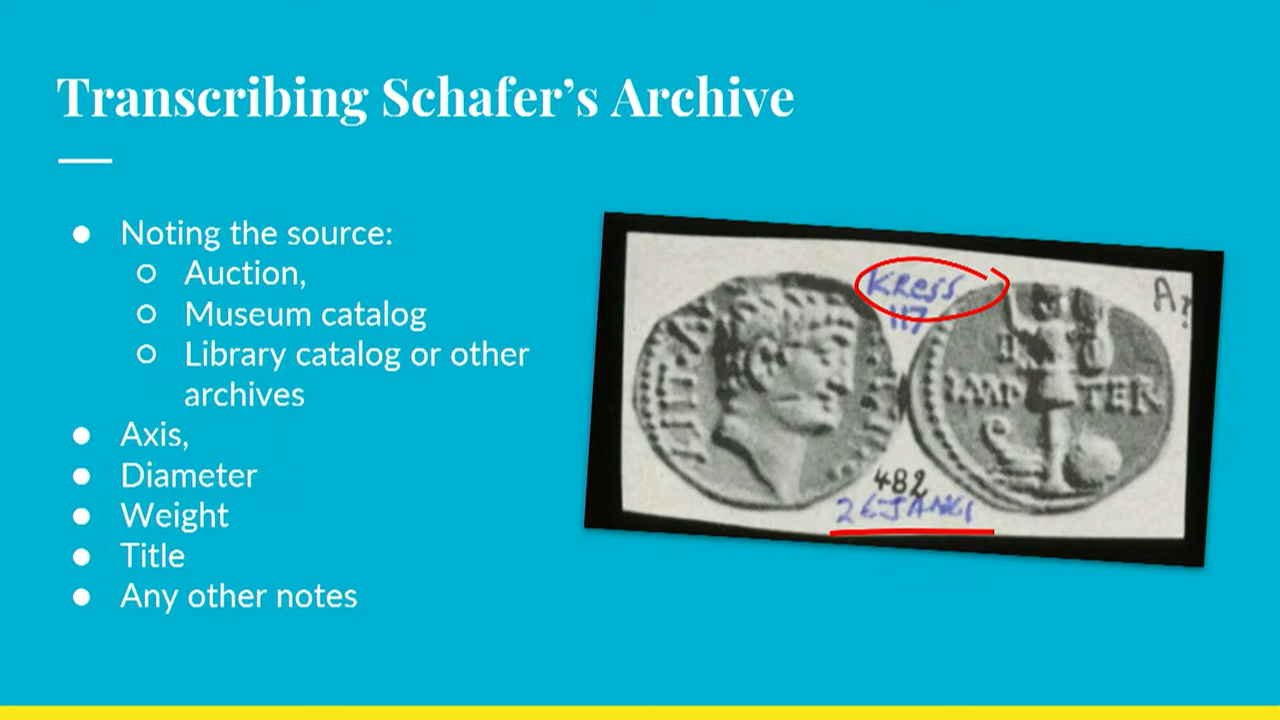 Transcribing Schafer’s Archive
● Noting the source:
○ Auction,
○ Museum catalog
○ Library catalog or other
archives
● Axis,
● Diameter
● Weight
● Title
● Any other notes
KRESS
117
IMP TER
482